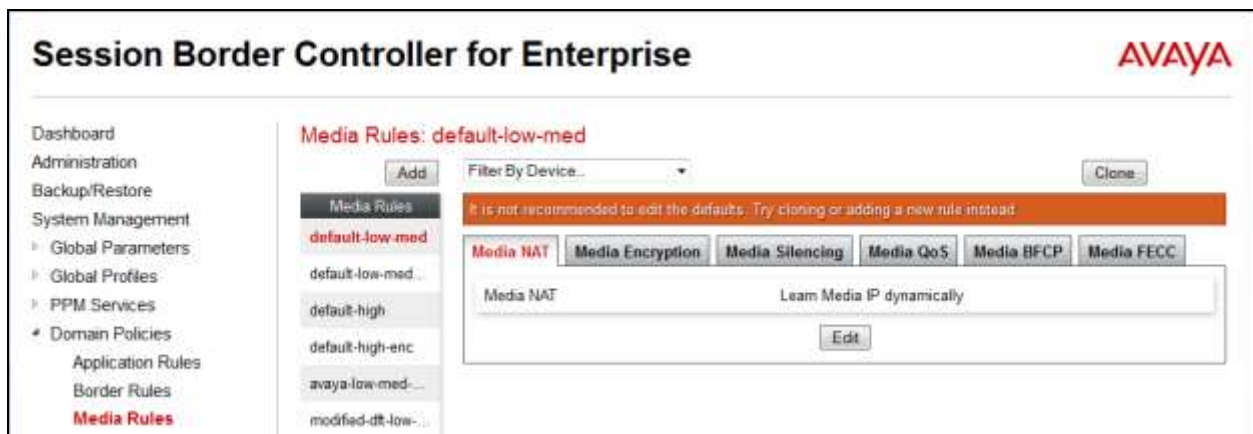 Session Border Controller for Enterprise
AVAYA
Dashboard
Administration
Backup/Restore
System Management
Global Parameters
Global Profiles
PPM Services
Domain Policies
Application Rules
Border Rules
Media Rules
Media Rules: default-low-med
Add
Filter By Device...
Clone
Media Rules
default-low-med
default-low-med...
default-high
default-high-enc
avaya-low-med-...
modified-dft-low-...
It is not recommended to edit the defaults. Try cloning or adding a new rule instead.
Media NAT
Media Encryption
Media Silencing
Media QoS
Media BFCP
Media FECC
Media NAT Learn Media IP dynamically
Edit